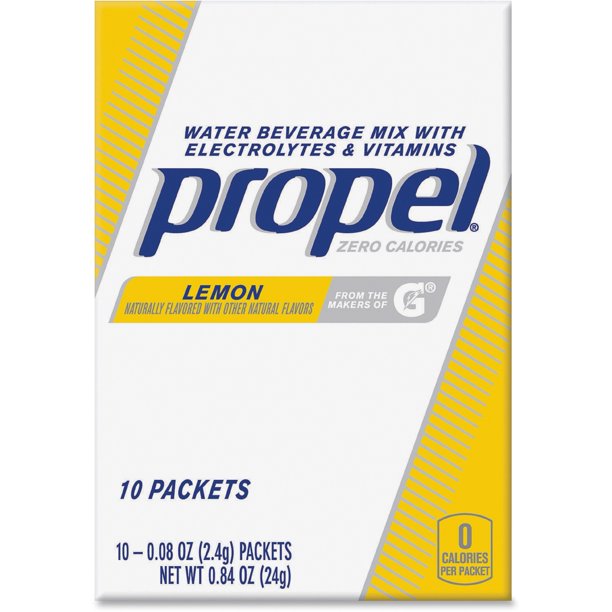 WATER BEVERAGE MIX WITH
ELECTROLYTES & VITAMINS
propel®
ZERO CALORIES
LEMON
NATURALLY FLAVORED WITH OTHER NATURAL FLAVORS
FROM THE
MAKERS OF
G®
10 PACKETS
10 – 0.08 OZ (2.4g) PACKETS
NET WT 0.84 OZ (24g)
0
CALORIES
PER PACKET